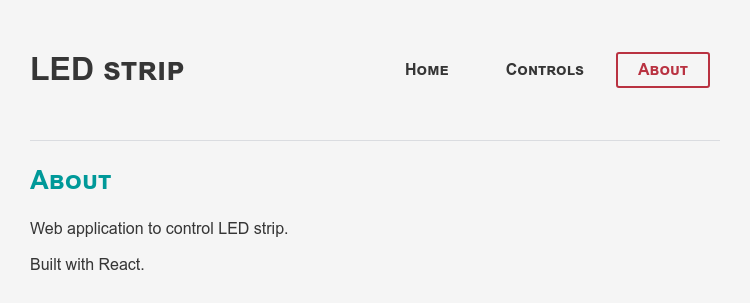 LED strip
Home Controls About
About
Web application to control LED strip.
Built with React.